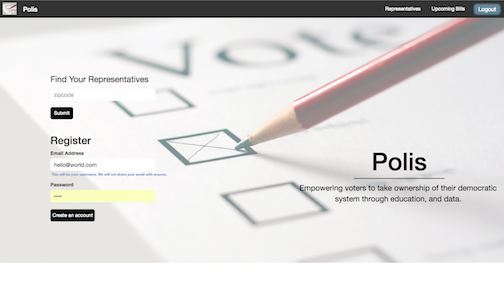 Polis
Representatives Upcoming Bills Logout
Vote
Find Your Representatives
zipcode
Submit
Register
Email Address
hello@world.com
This will be your username. We will not share your email with anyone.
Password
••••
Create an account
Polis
Empowering voters to take ownership of their democratic
system through education, and data.